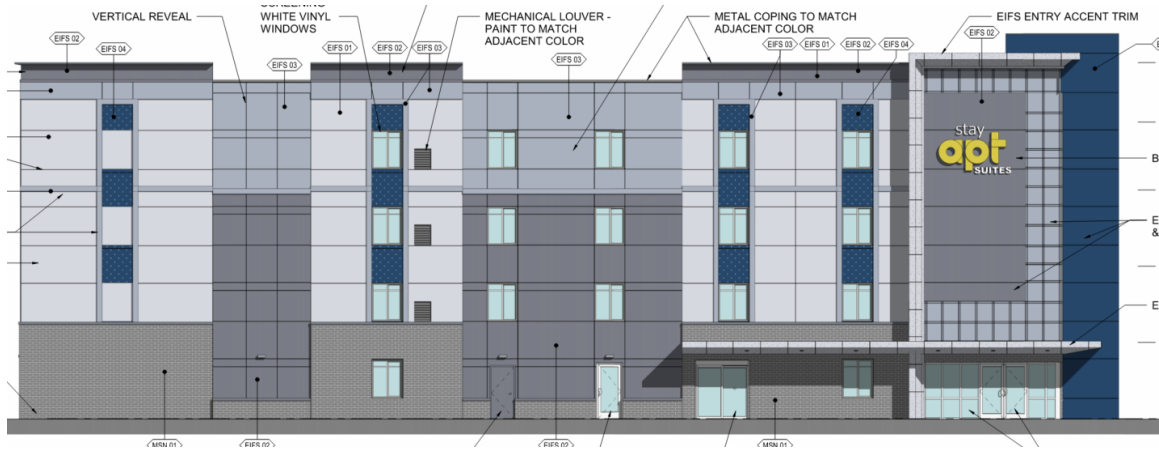 VERTICAL REVEAL
SCREENING
WHITE VINYL
WINDOWS
MECHANICAL LOUVER -
PAINT TO MATCH
ADJACENT COLOR
METAL COPING TO MATCH
ADJACENT COLOR
EIFS ENTRY ACCENT TRIM
EIFS 02
EIFS 04
EIFS 03
EIFS 01
EIFS 02
EIFS 03
EIFS 03
EIFS 03
EIFS 01
EIFS 02
EIFS 04
EIFS 02
E
stay
apt
SUITES
B
E
&
E
MSN 01
EIFS 02
EIFS 02
EIFS 02
MSN 01